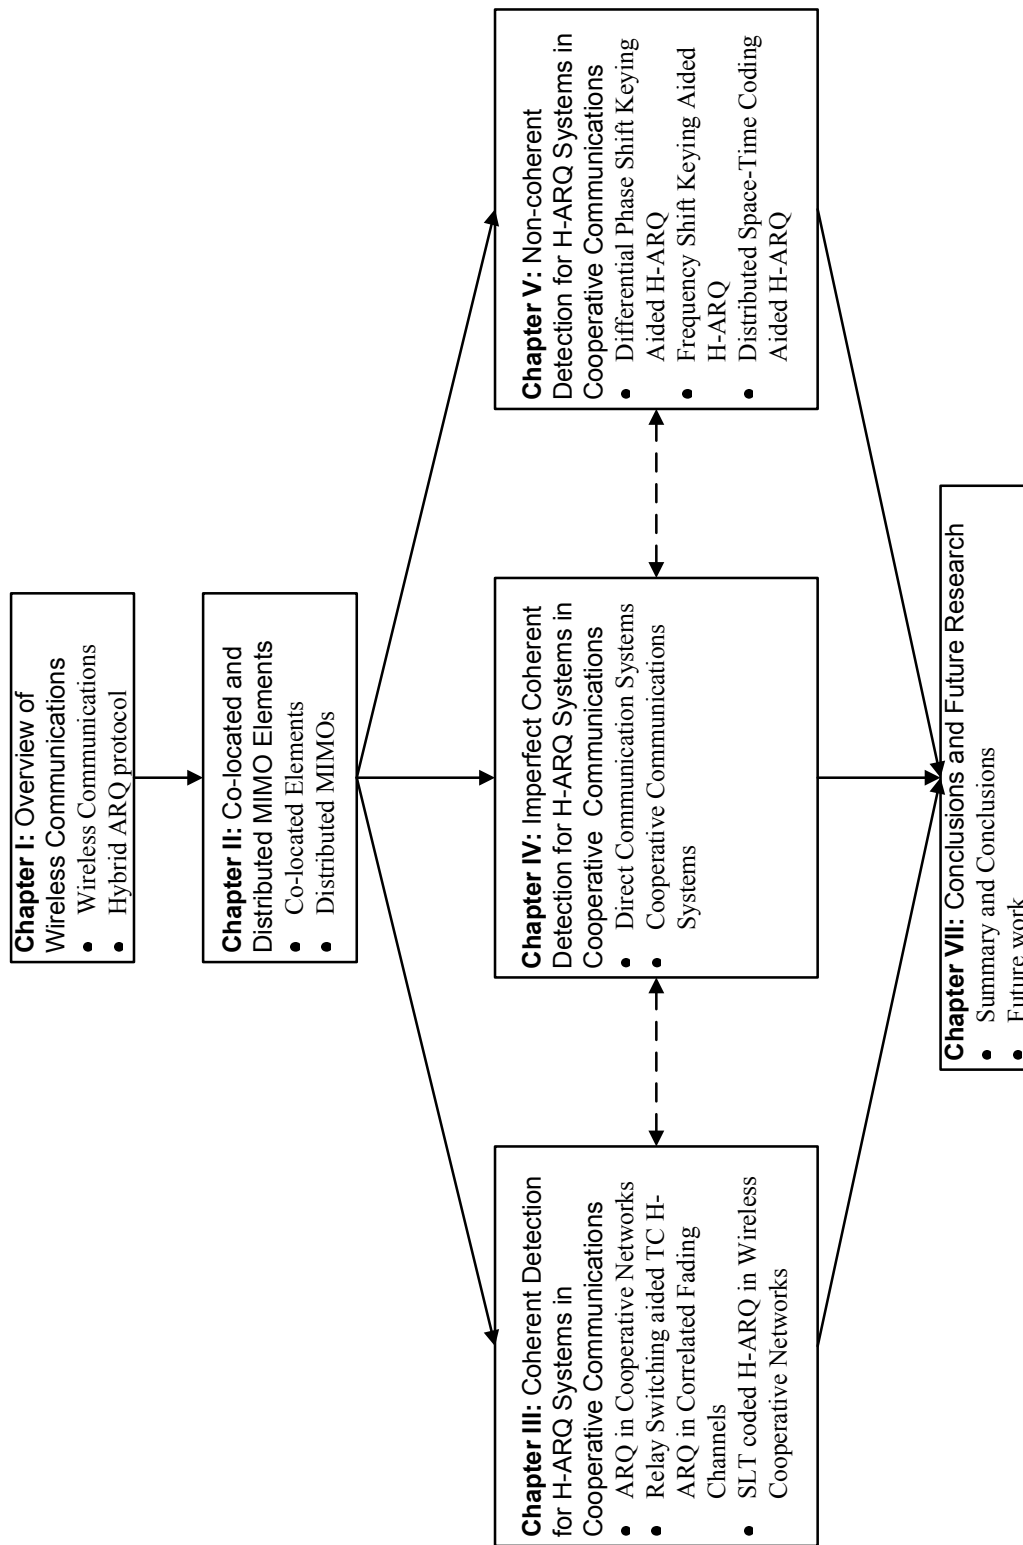 Chapter I: Overview of
Wireless Communications
● Wireless Communications
● Hybrid ARQ protocol
Chapter II: Co-located and
Distributed MIMO Elements
● Co-located Elements
● Distributed MIMOs
Chapter III: Coherent Detection
for H-ARQ Systems in
Cooperative Communications
● ARQ in Cooperative Networks
● Relay Switching aided TC H-
ARQ in Correlated Fading
Channels
● SLT coded H-ARQ in Wireless
Cooperative Networks
Chapter IV: Imperfect Coherent
Detection for H-ARQ Systems in
Cooperative Communications
● Direct Communication Systems
● Cooperative Communications
Systems
Chapter V: Non-coherent
Detection for H-ARQ Systems in
Cooperative Communications
● Differential Phase Shift Keying
Aided H-ARQ
● Frequency Shift Keying Aided
H-ARQ
● Distributed Space-Time Coding
Aided H-ARQ
Chapter VII: Conclusions and Future Research
● Summary and Conclusions
● Future work